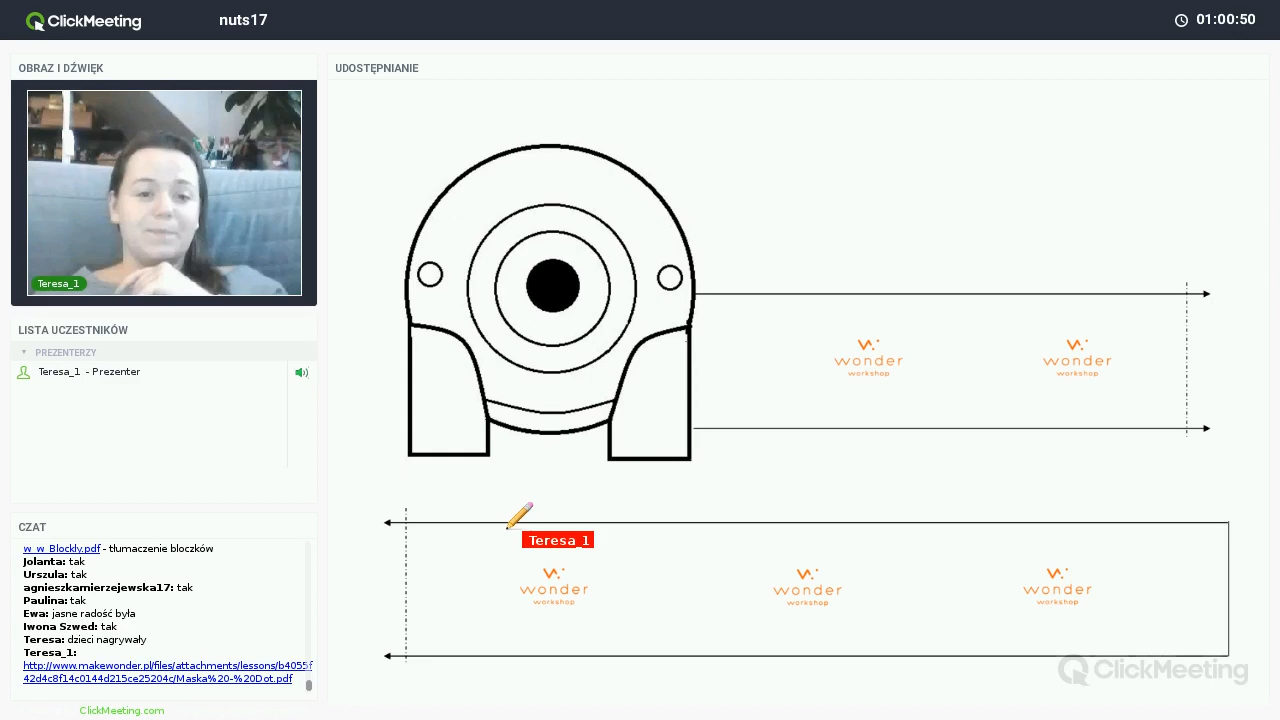 ClickMeeting
nuts17
01:00:50
OBRAZ I DŹWIĘK
Teresa_1
LISTA UCZESTNIKÓW
PREZENTERZY
Teresa_1 - Prezenter
CZAT
w_w_Blockly.pdf - tłumaczenie bloczków
Jolanta: tak
Urszula: tak
agnieszkamierzejewska17: tak
Paulina: tak
Ewa: jasne radość była
Iwona Szwed: tak
Teresa: dzieci nagrywały
Teresa_1:
http://www.makewonder.pl/files/attachments/lessons/b4055f
42d4c8f14c0144d215ce25204c/Maska%20-%20Dot.pdf
ClickMeeting.com
UDOSTĘPNIANIE
wonder
workshop
wonder
workshop
Teresa_1
wonder
workshop
wonder
workshop
wonder
workshop
ClickMeeting